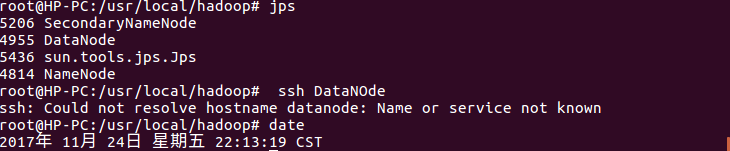 root@HP-PC:/usr/local/hadoop# jps
5206 SecondaryNameNode
4955 DataNode
5436 sun.tools.jps.Jps
4814 NameNode
root@HP-PC:/usr/local/hadoop#  ssh DataNOde
ssh: Could not resolve hostname datanode: Name or service not known
root@HP-PC:/usr/local/hadoop# date
2017年 11月 24日 星期五 22:13:19 CST